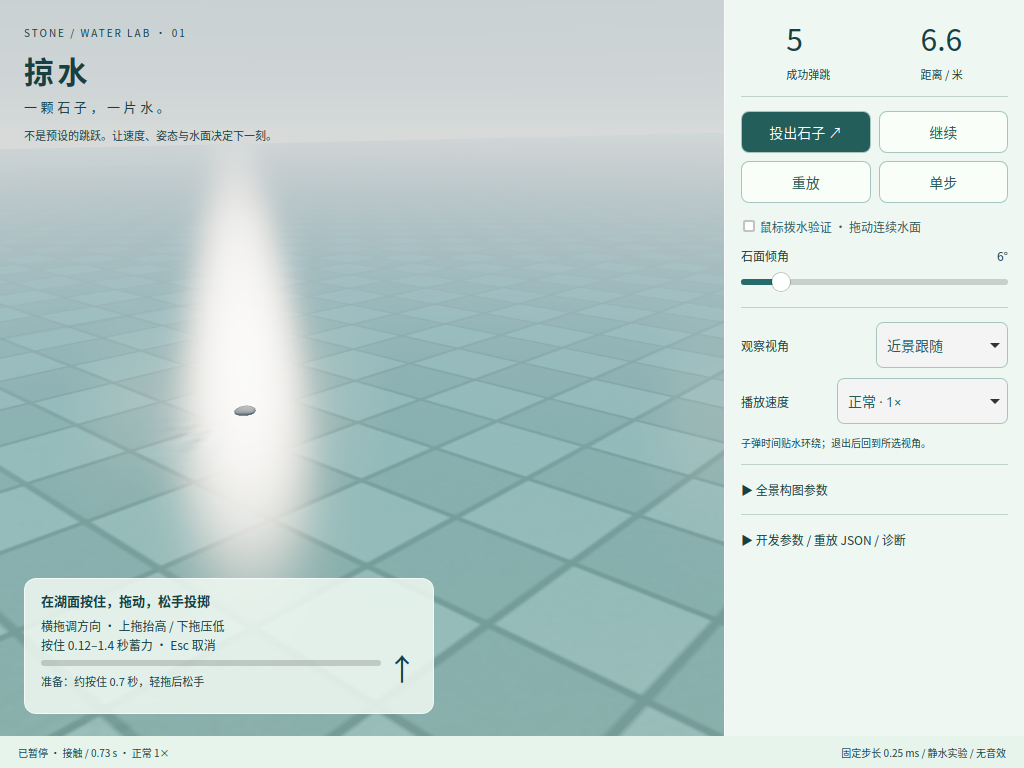 STONE / WATER LAB · 01
掠水
一颗石子，一片水。
不是预设的跳跃。让速度、姿态与水面决定下一刻。
5
成功弹跳
6.6
距离 / 米
投出石子 ↗
继续
重放
单步
鼠标拨水验证 · 拖动连续水面
石面倾角
6°
观察视角
近景跟随
播放速度
正常 · 1×
子弹时间贴水环绕；退出后回到所选视角。
▶ 全景构图参数
▶ 开发参数 / 重放 JSON / 诊断
在湖面按住，拖动，松手投掷
横拖调方向 · 上拖抬高 / 下拖压低
按住 0.12–1.4 秒蓄力 · Esc 取消
↑
准备：约按住 0.7 秒，轻拖后松手
已暂停 · 接触 / 0.73 s · 正常 1×
固定步长 0.25 ms / 静水实验 / 无音效